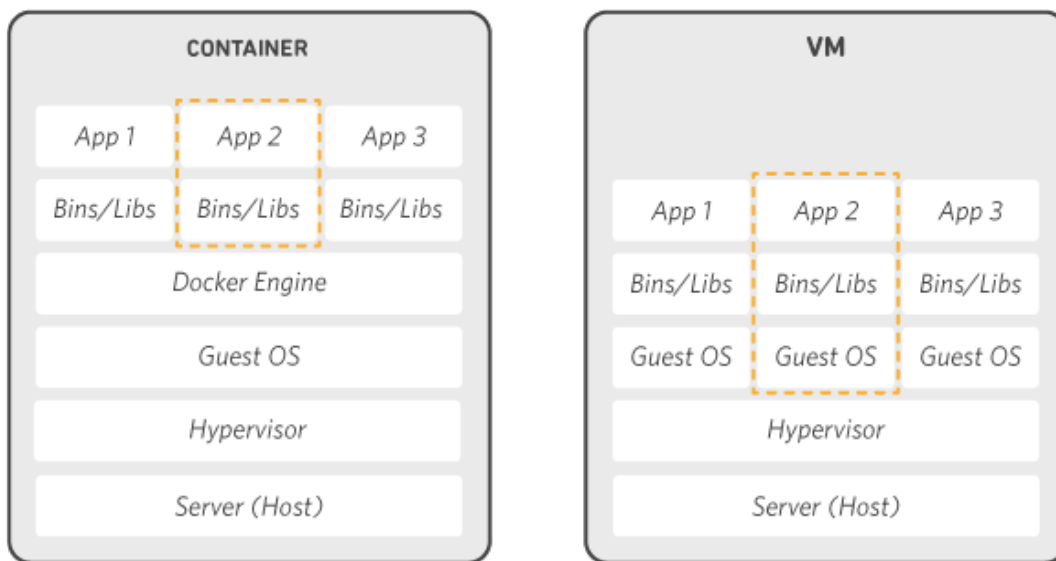 CONTAINER
App 1 App 2 App 3
Bins/Libs Bins/Libs Bins/Libs
Docker Engine
Guest OS
Hypervisor
Server (Host)
VM
App 1 App 2 App 3
Bins/Libs Bins/Libs Bins/Libs
Guest OS Guest OS Guest OS
Hypervisor
Server (Host)